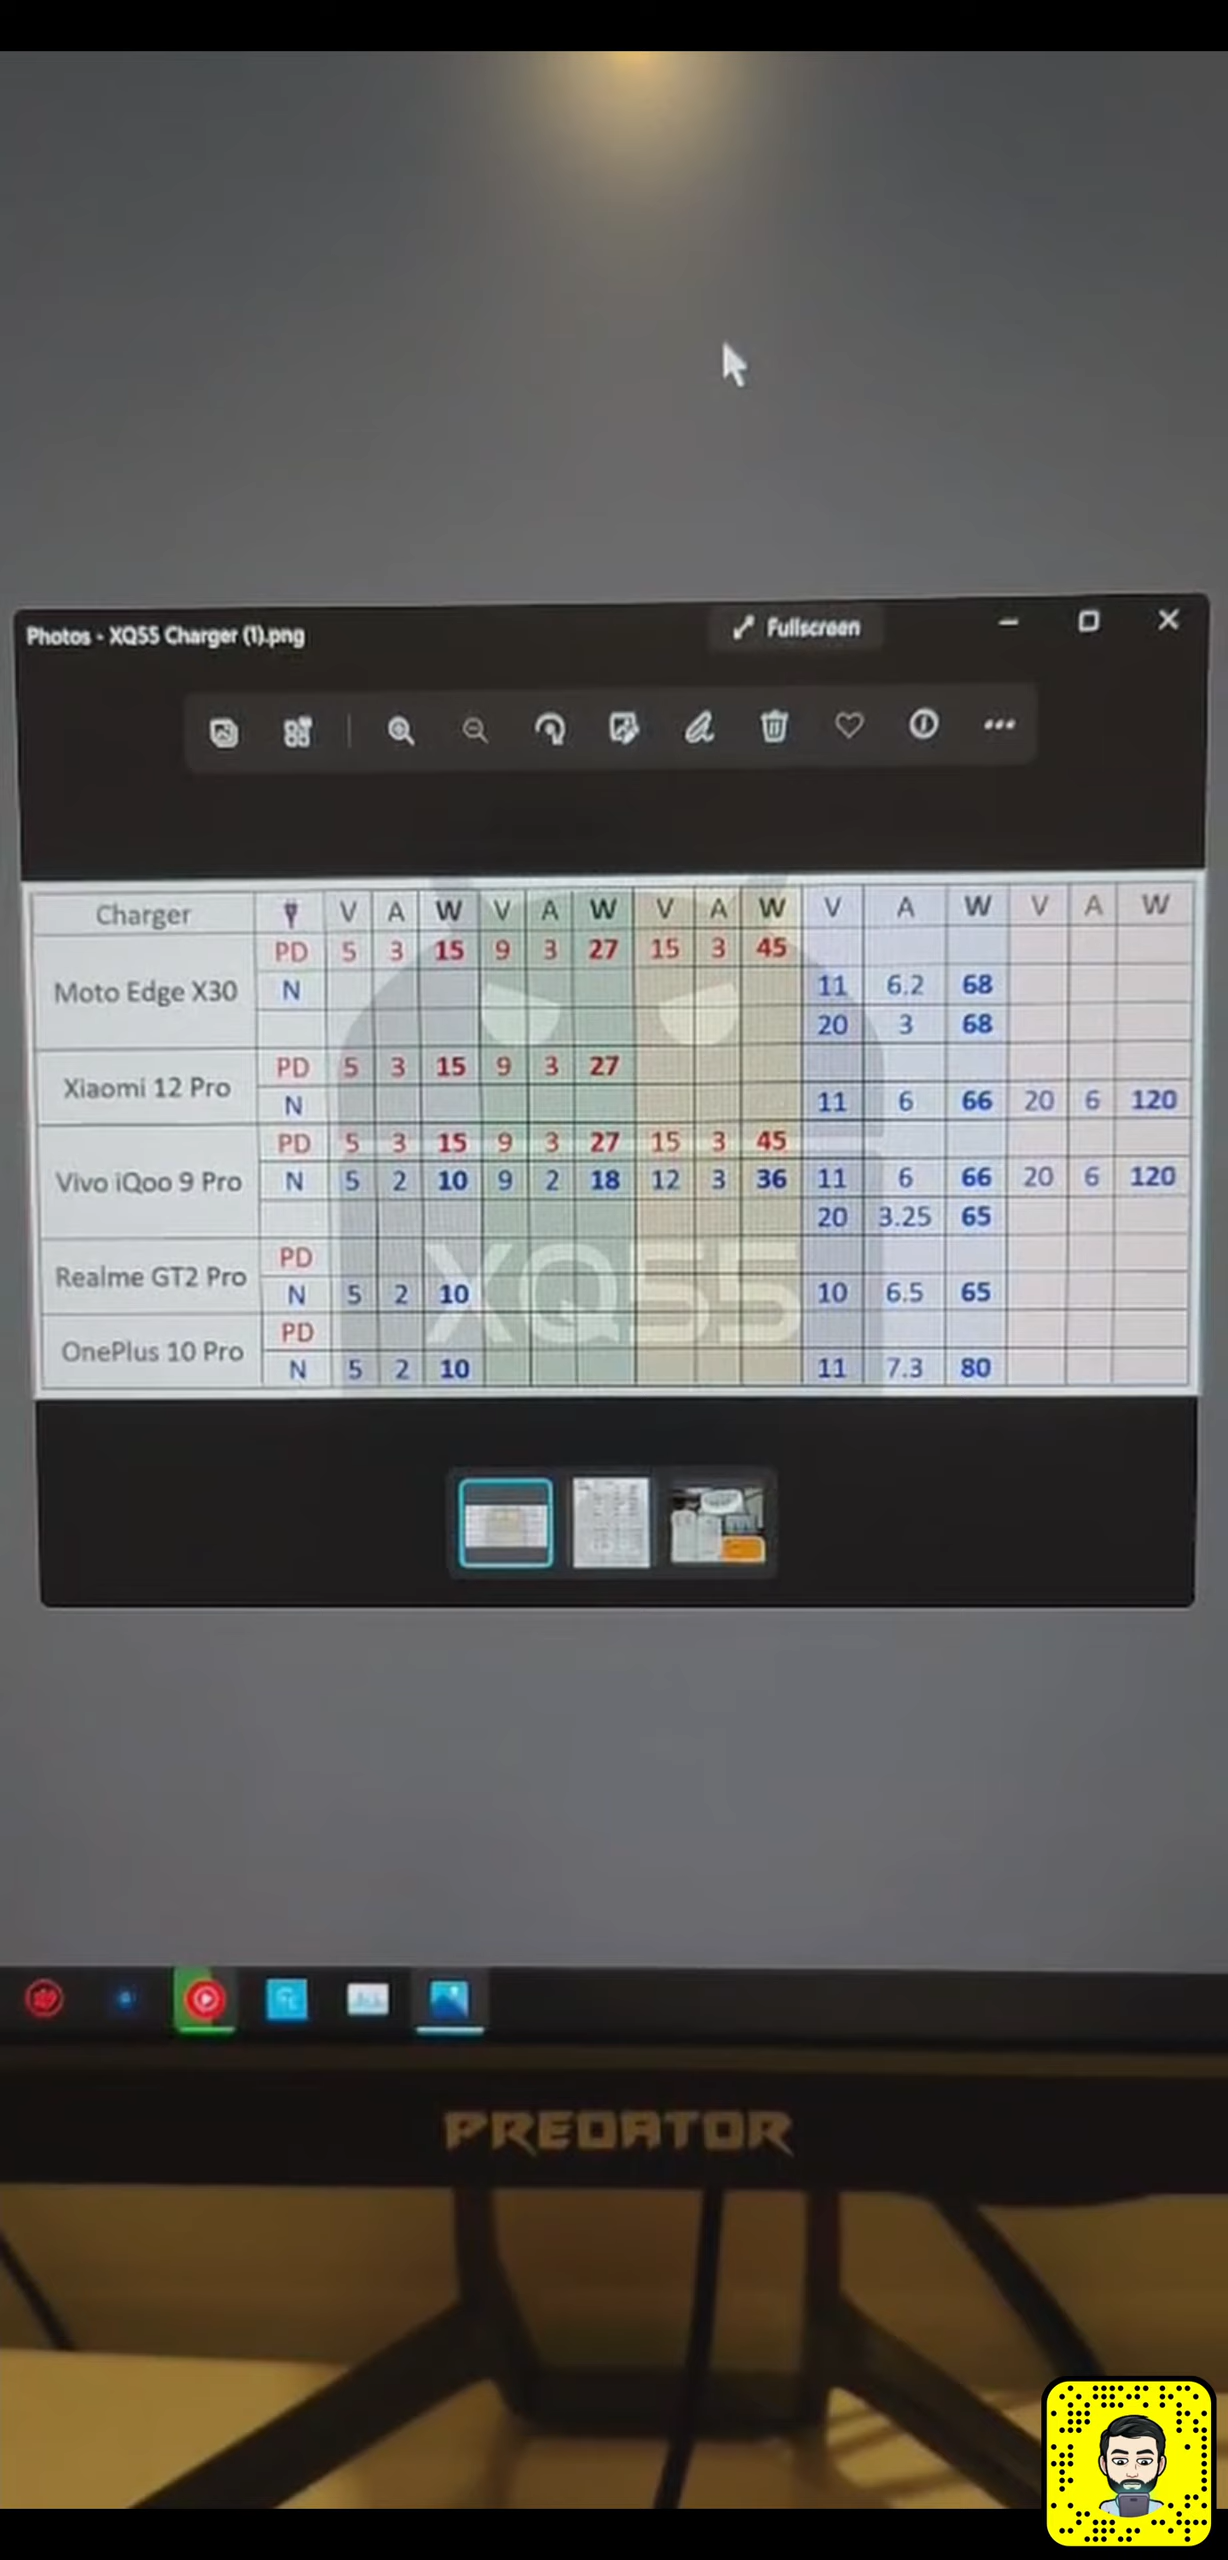 Photos - XQ55 Charger (1).png Fullscreen
Charger V A W V A W V A W V A W V A W
PD 5 3 15 9 3 27 15 3 45
Moto Edge X30 N 11 6.2 68
20 3 68
Xiaomi 12 Pro PD 5 3 15 9 3 27
N 11 6 66 20 6 120
PD 5 3 15 9 3 27 15 3 45
Vivo iQoo 9 Pro N 5 2 10 9 2 18 12 3 36 11 6 66 20 6 120
20 3.25 65
Realme GT2 Pro PD
N 5 2 10 10 6.5 65
OnePlus 10 Pro PD
N 5 2 10 11 7.3 80
XQ55
PREDATOR